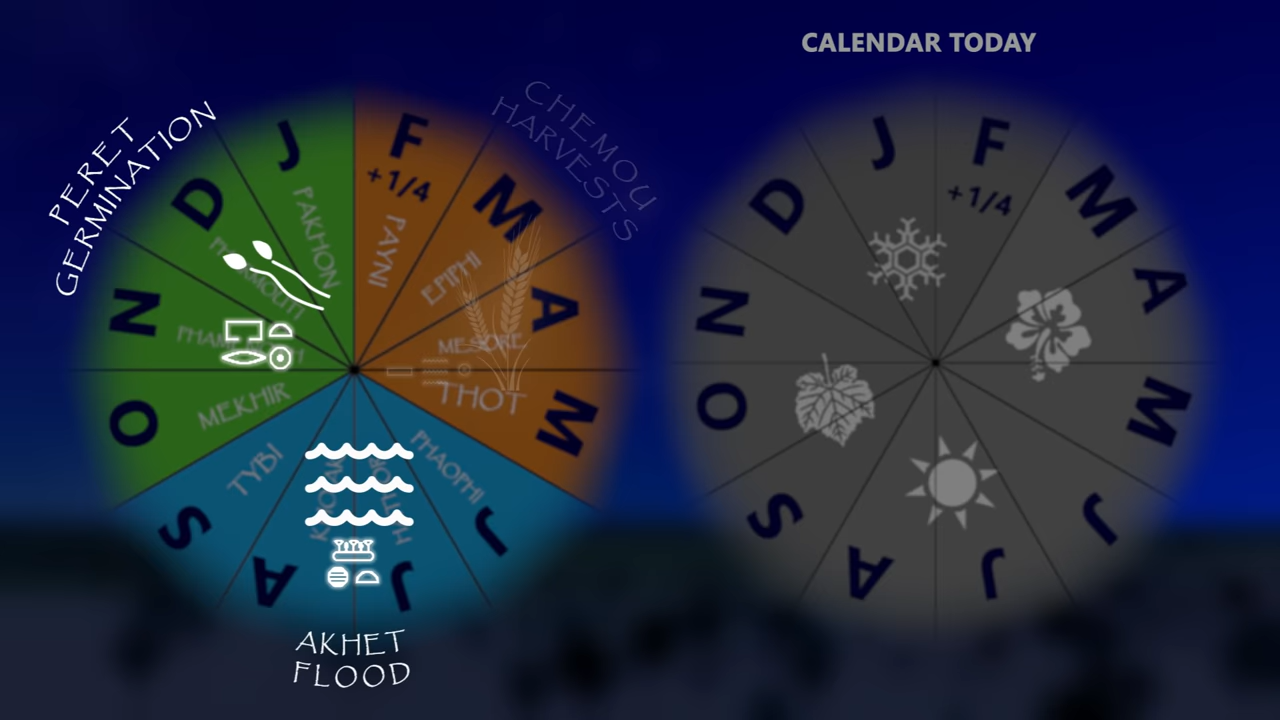 CALENDAR TODAY
PERET
GERMINATION
CHEMOU
HARVESTS
J
F
+1/4
M
A
M
J
J
A
S
O
N
D
PAKHON
PAYNI
EPIPHI
MESORE
THOT
PHAOPHI
TYBI
MEKHIR
AKHET
FLOOD
J
F
+1/4
M
A
M
J
J
A
S
O
N
D